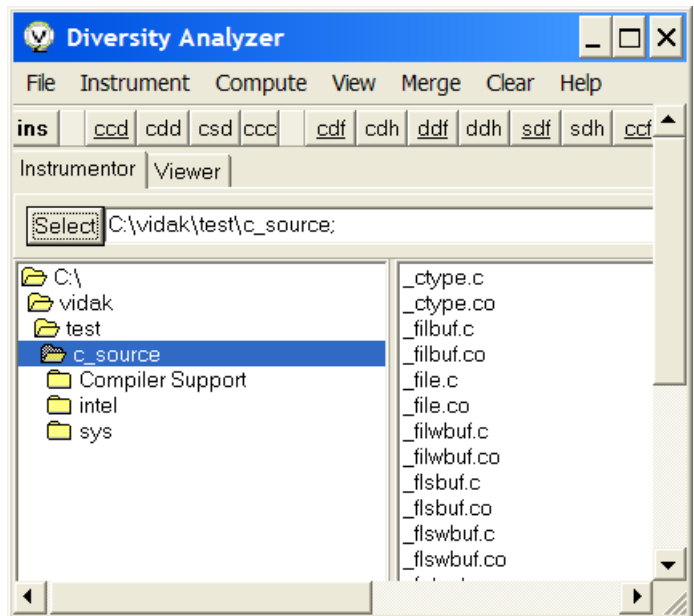 Diversity Analyzer
File Instrument Compute View Merge Clear Help
ins ccd cdd csd ccc cdf cdh ddf ddh sdf sdh ccf
Instrumentor Viewer
Select C:\vidak\test\c_source;
C:\
vidak
test
c_source
Compiler Support
intel
sys
_ctype.c
_ctype.co
_filbuf.c
_filbuf.co
_file.c
_file.co
_filwbuf.c
_filwbuf.co
_flsbuf.c
_flsbuf.co
_flswbuf.c
_flswbuf.co